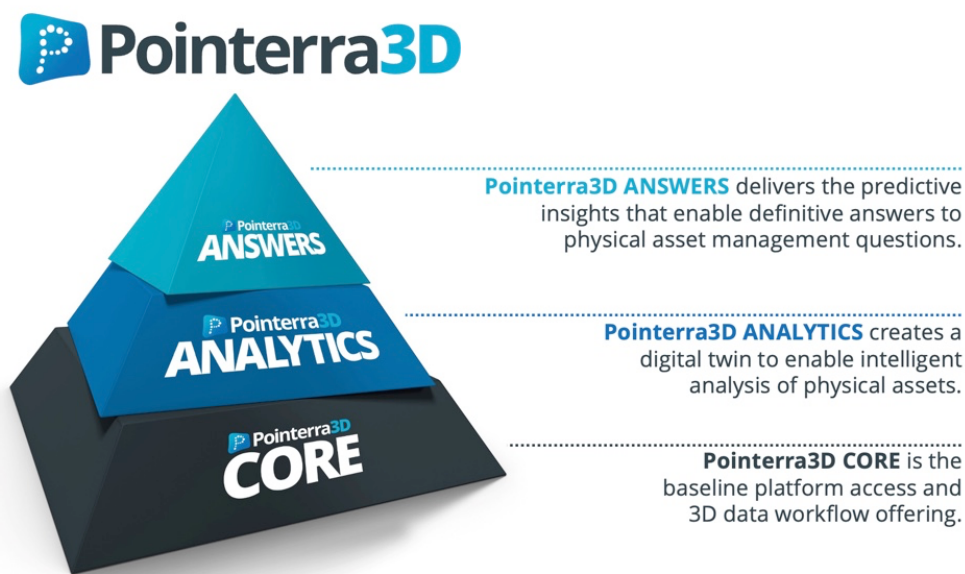 Pointerra3D
Pointerra3D ANSWERS delivers the predictive
insights that enable definitive answers to
physical asset management questions.
Pointerra3D
ANSWERS
Pointerra3D ANALYTICS creates a
digital twin to enable intelligent
analysis of physical assets.
Pointerra3D
ANALYTICS
Pointerra3D CORE is the
baseline platform access and
3D data workflow offering.
Pointerra3D
CORE